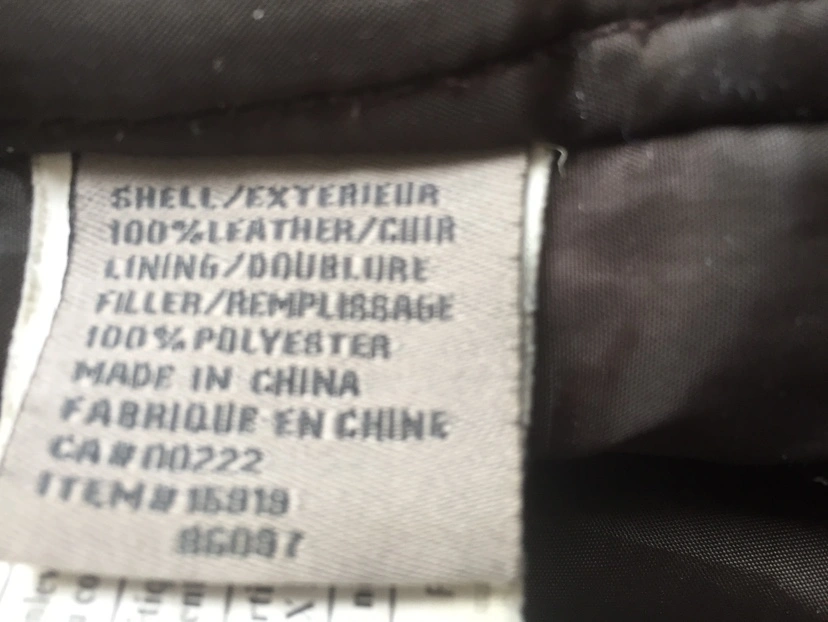 SHELL/EXTERIEUR
100%LEATHER/CUIR
LINING/DOUBLURE
FILLER/REMPLISSAGE
100%POLYESTER
MADE IN CHINA
FABRIQUE EN CHINE
CA#00222
ITEM#15919